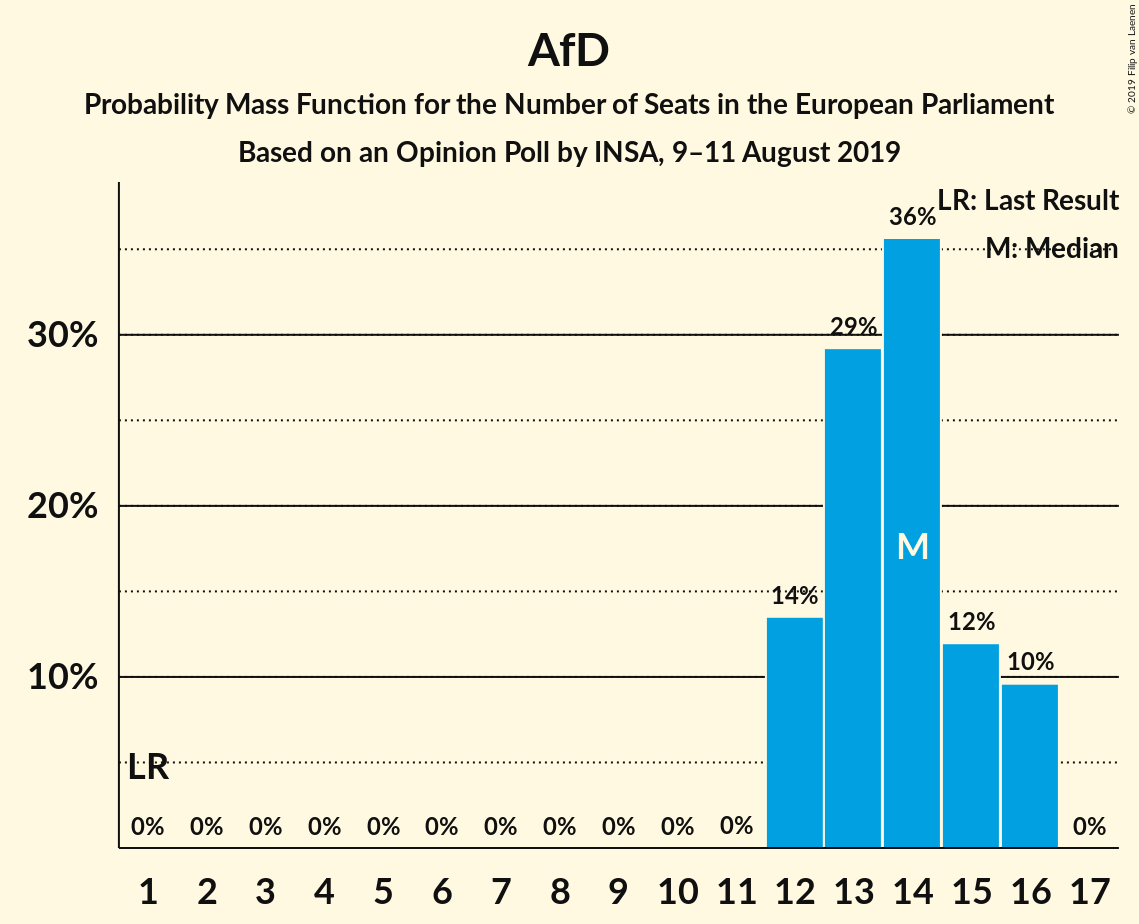 AfD
Probability Mass Function for the Number of Seats in the European Parliament
Based on an Opinion Poll by INSA, 9–11 August 2019
© 2019 Filip van Laenen
LR: Last Result
M: Median
36%
30%
29%
20%
M
14%
12%
10%
10%
LR
0% 0% 0% 0% 0% 0% 0% 0% 0% 0% 0% 0%
1 2 3 4 5 6 7 8 9 10 11 12 13 14 15 16 17